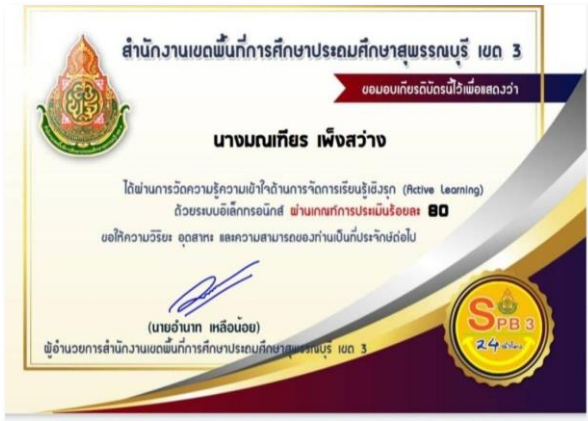 สำนักงานเขตพื้นที่การศึกษาประถมศึกษาสุพรรณบุรี เขต 3
ขอมอบเกียรติบัตรนี้ไว้เพื่อแสดงว่า
นางมณเฑียร เพ็งสว่าง
ได้ผ่านการวัดความรู้ความเข้าใจด้านการจัดการเรียนรู้เชิงรุก (Active Learning)
ด้วยระบบอิเล็กทรอนิกส์ ผ่านเกณฑ์การประเมินร้อยละ 80
ขอให้ความวิริยะ อุตสาหะ และความสามารถของท่านเป็นที่ประจักษ์ต่อไป
(นายอำนาท เหลือน้อย)
ผู้อำนวยการสำนักงานเขตพื้นที่การศึกษาประถมศึกษาสุพรรณบุรี เขต 3
SPB 3
24